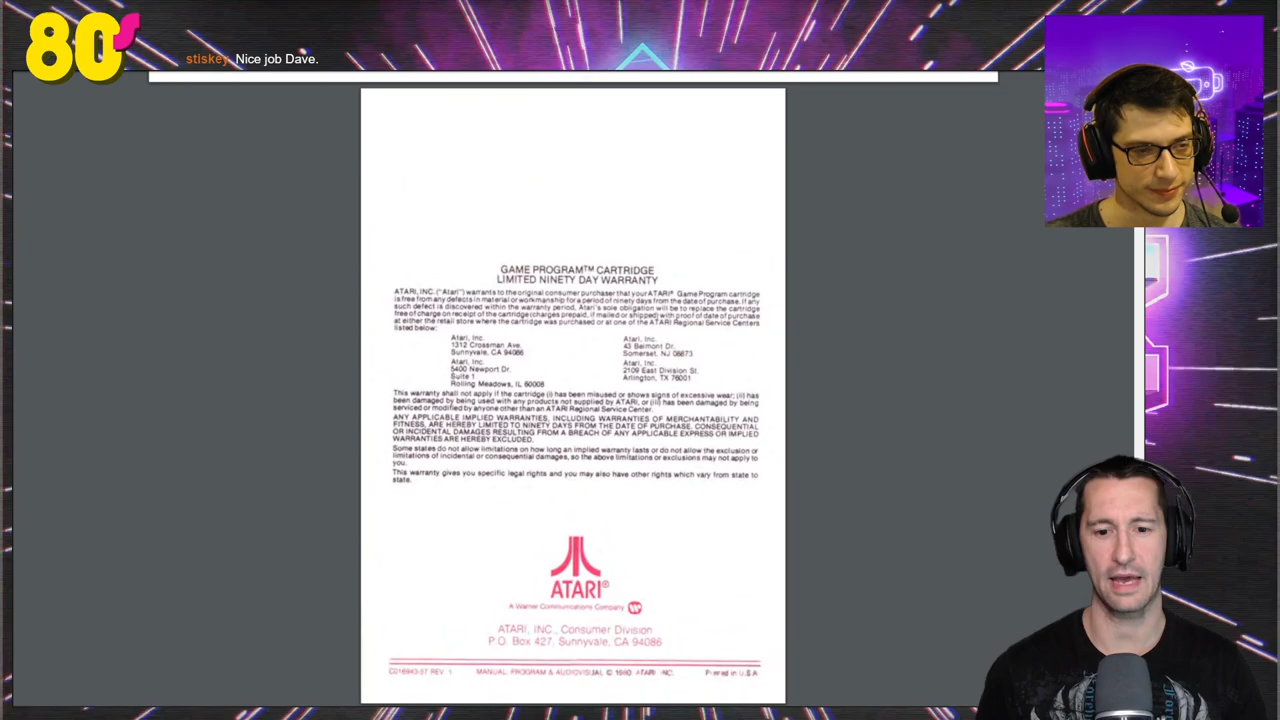 80s
stiskey Nice job Dave.
GAME PROGRAM™ CARTRIDGE
LIMITED NINETY DAY WARRANTY
ATARI, INC. ("Atari") warrants to the original consumer purchaser that your ATARI® Game Program cartridge
is free from any defects in material or workmanship for a period of ninety days from the date of purchase. If any
such defect is discovered within the warranty period, Atari's sole obligation will be to replace the cartridge
free of charge on receipt of the cartridge (charges prepaid, if mailed or shipped) with proof of date of purchase
at either the retail store where the cartridge was purchased or at one of the ATARI Regional Service Centers
listed below:
Atari, Inc.
1312 Crossman Ave.
Sunnyvale, CA 94086
Atari, Inc.
5400 Newport Dr.
Suite 1
Rolling Meadows, IL 60008
Atari, Inc.
43 Belmont Dr.
Somerset, NJ 08873
Atari, Inc.
2109 East Division St.
Arlington, TX 76001
This warranty shall not apply if the cartridge (i) has been misused or shows signs of excessive wear; (ii) has
been damaged by being used with any products not supplied by ATARI, or (iii) has been damaged by being
serviced or modified by anyone other than an ATARI Regional Service Center.
ANY APPLICABLE IMPLIED WARRANTIES, INCLUDING WARRANTIES OF MERCHANTABILITY AND
FITNESS, ARE HEREBY LIMITED TO NINETY DAYS FROM THE DATE OF PURCHASE. CONSEQUENTIAL
OR INCIDENTAL DAMAGES RESULTING FROM A BREACH OF ANY APPLICABLE EXPRESS OR IMPLIED
WARRANTIES ARE HEREBY EXCLUDED.
Some states do not allow limitations on how long an implied warranty lasts or do not allow the exclusion or
limitations of incidental or consequential damages, so the above limitations or exclusions may not apply to
you.
This warranty gives you specific legal rights and you may also have other rights which vary from state to
state.
ATARI®
A Warner Communications Company
ATARI, INC., Consumer Division
P.O. Box 427, Sunnyvale, CA 94086
C016943-57 REV. 1 MANUAL, PROGRAM & AUDIOVISUAL © 1980, ATARI, INC. Printed in U.S.A